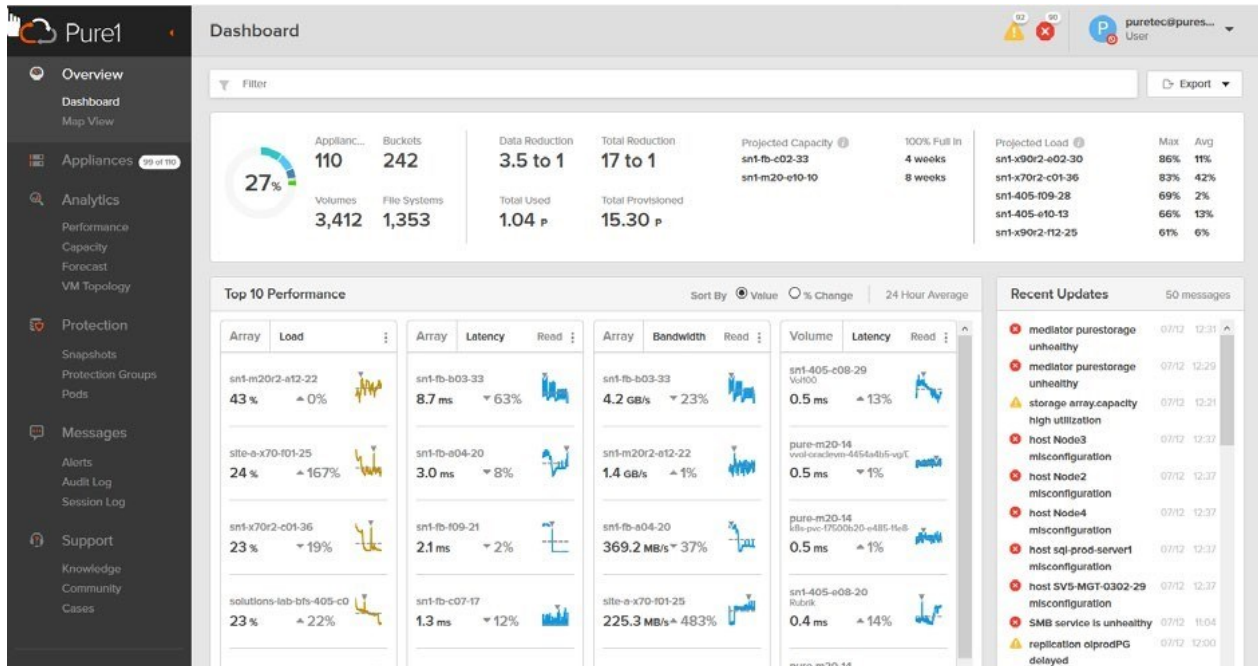 Pure1
Overview
Dashboard
Map View
Appliances 99 of 110
Analytics
Performance
Capacity
Forecast
VM Topology
Protection
Snapshots
Protection Groups
Pods
Messages
Alerts
Audit Log
Session Log
Support
Knowledge
Community
Cases
Dashboard
92
90
P
puretec@pures...
User
Filter
Export
27%
Applianc...
110
Buckets
242
Volumes
3,412
File Systems
1,353
Data Reduction
3.5 to 1
Total Reduction
17 to 1
Total Used
1.04 P
Total Provisioned
15.30 P
Projected Capacity 100% Full In
sn1-fb-c02-33 4 weeks
sn1-m20-e10-10 8 weeks
Projected Load Max Avg
sn1-x90r2-e02-30 86% 11%
sn1-x70r2-c01-36 83% 42%
sn1-405-f09-28 69% 2%
sn1-405-e10-13 66% 13%
sn1-x90r2-f12-25 61% 6%
Top 10 Performance
Sort By Value % Change 24 Hour Average
Array Load
sn1-m20r2-a12-22
43 % 0%
site-a-x70-f01-25
24 % 167%
sn1-x70r2-c01-36
23 % 19%
solutions-lab-bfs-405-c0
23 % 22%
Array Latency Read
sn1-fb-b03-33
8.7 ms 63%
sn1-fb-a04-20
3.0 ms 8%
sn1-fb-f09-21
2.1 ms 2%
sn1-fb-c07-17
1.3 ms 12%
Array Bandwidth Read
sn1-fb-b03-33
4.2 GB/s 23%
sn1-m20r2-a12-22
1.4 GB/s 1%
sn1-fb-a04-20
369.2 MB/s 37%
site-a-x70-f01-25
225.3 MB/s 483%
Volume Latency Read
sn1-405-c08-29
Vol100
0.5 ms 13%
pure-m20-14
0.5 ms 1%
pure-m20-14
0.5 ms 1%
sn1-405-e08-20
Rubrik
0.4 ms 14%
pure-m20-14
Recent Updates 50 messages
mediator purestorage 07/12 12:31
unhealthy
mediator purestorage 07/12 12:29
unhealthy
storage array.capacity 07/12 12:21
high utilization
host Node3 07/12 12:37
misconfiguration
host Node2 07/12 12:37
misconfiguration
host Node4 07/12 12:37
misconfiguration
host sql-prod-server1 07/12 12:37
misconfiguration
host SV5-MGT-0302-29 07/12 12:37
misconfiguration
SMB service is unhealthy 07/12 11:04
replication olprodPG 07/12 12:00
delayed